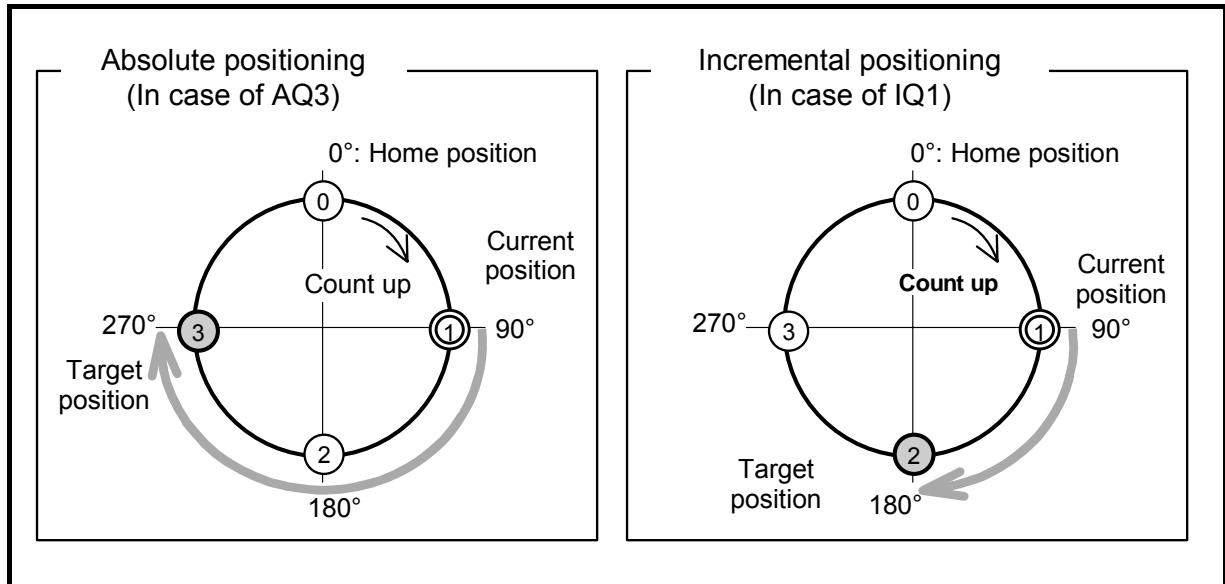 Absolute positioning
(In case of AQ3)
0°: Home position
0
Current
position
Count up
270°
3
1
90°
Target
position
2
180°
Incremental positioning
(In case of IQ1)
0°: Home position
0
Current
position
Count up
270°
3
1
90°
2
Target
position
180°